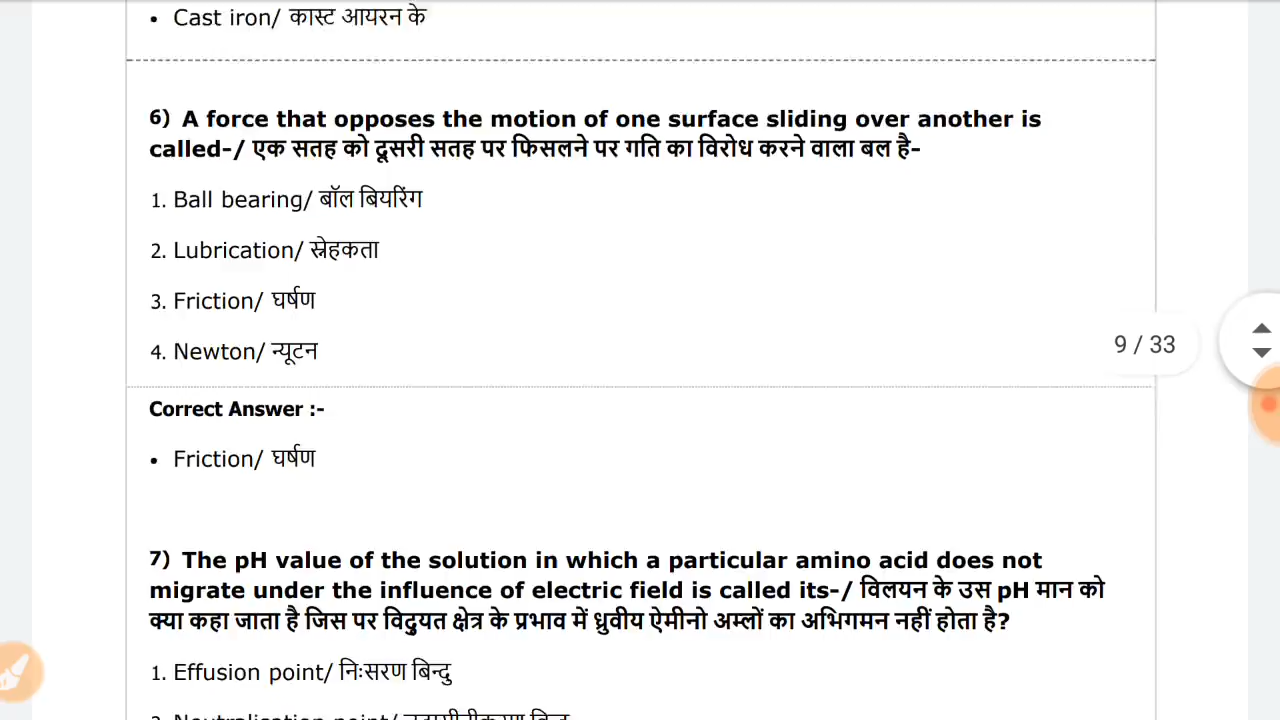 • Cast iron/ कास्ट आयरन के
6) A force that opposes the motion of one surface sliding over another is
called-/ एक सतह को दूसरी सतह पर फिसलने पर गति का विरोध करने वाला बल है-
1. Ball bearing/ बॉल बियरिंग
2. Lubrication/ स्नेहकता
3. Friction/ घर्षण
4. Newton/ न्यूटन
9 / 33
Correct Answer :-
• Friction/ घर्षण
7) The pH value of the solution in which a particular amino acid does not
migrate under the influence of electric field is called its-/ विलयन के उस pH मान को
क्या कहा जाता है जिस पर विद्युयत क्षेत्र के प्रभाव में ध्रुवीय ऐमीनो अम्लों का अभिगमन नहीं होता है?
1. Effusion point/ निःसरण बिन्दु
2. Neutralisation point/